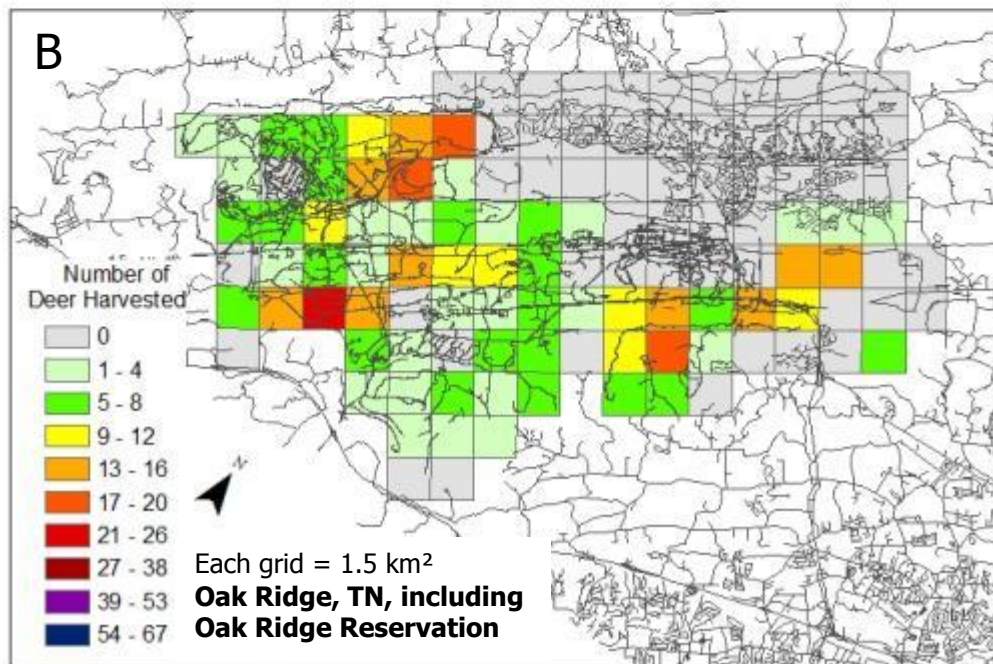 B
Number of
Deer Harvested
0
1 - 4
5 - 8
9 - 12
13 - 16
17 - 20
21 - 26
27 - 38
39 - 53
54 - 67
N
Each grid = 1.5 km²
Oak Ridge, TN, including
Oak Ridge Reservation